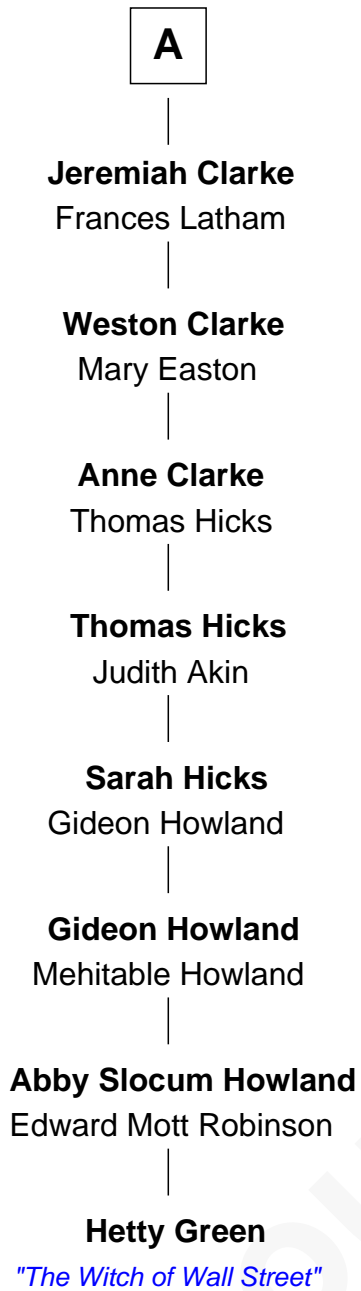 A
Jeremiah Clarke
Frances Latham
Weston Clarke
Mary Easton
Anne Clarke
Thomas Hicks
Thomas Hicks
Judith Akin
Sarah Hicks
Gideon Howland
Gideon Howland
Mehitable Howland
Abby Slocum Howland
Edward Mott Robinson
Hetty Green
"The Witch of Wall Street"